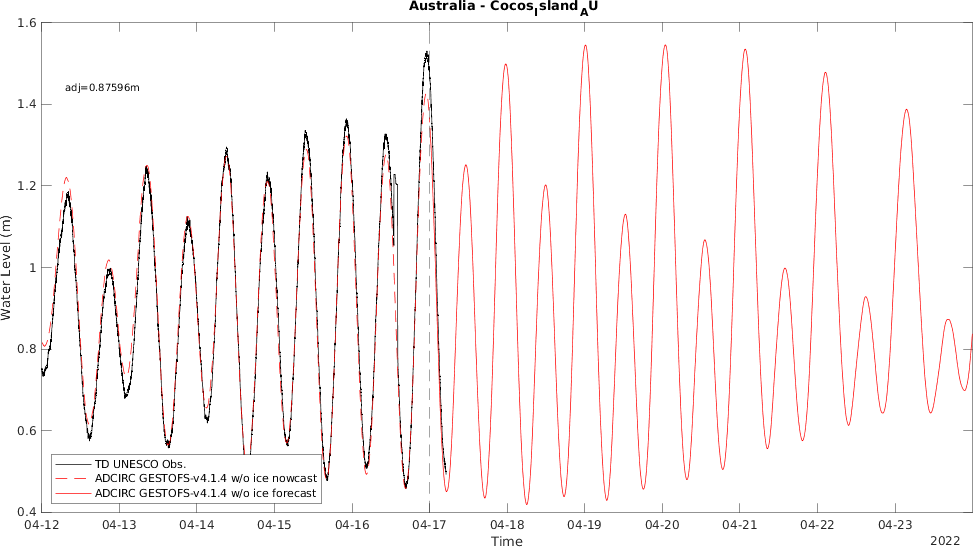 Australia - Cocos_Island_AU
1.6
adj=0.87596m
1.4
1.2
Water Level (m)
1
0.8
0.6
TD UNESCO Obs.
ADCIRC GESTOFS-v4.1.4 w/o ice nowcast
ADCIRC GESTOFS-v4.1.4 w/o ice forecast
0.4
04-12 04-13 04-14 04-15 04-16 04-17 04-18 04-19 04-20 04-21 04-22 04-23
Time
2022